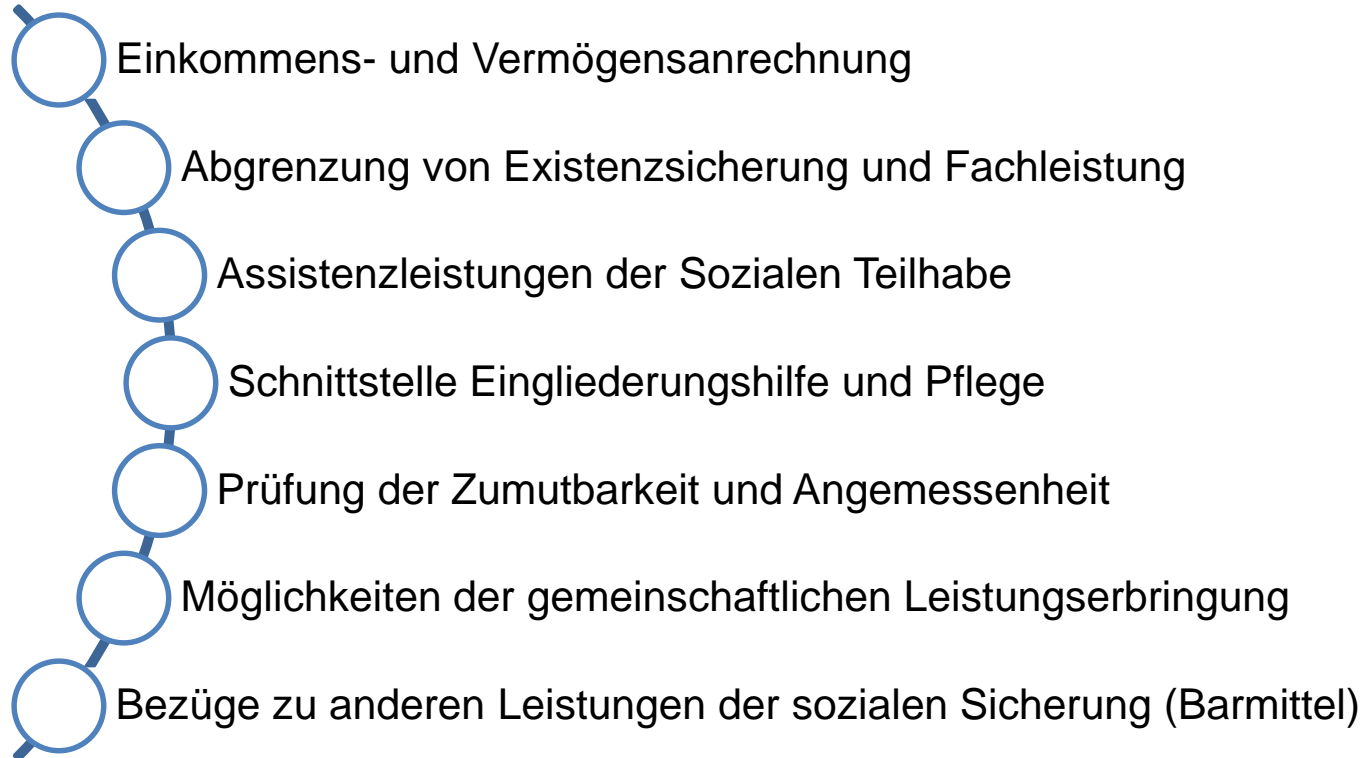 Einkommens- und Vermögensanrechnung
Abgrenzung von Existenzsicherung und Fachleistung
Assistenzleistungen der Sozialen Teilhabe
Schnittstelle Eingliederungshilfe und Pflege
Prüfung der Zumutbarkeit und Angemessenheit
Möglichkeiten der gemeinschaftlichen Leistungserbringung
Bezüge zu anderen Leistungen der sozialen Sicherung (Barmittel)